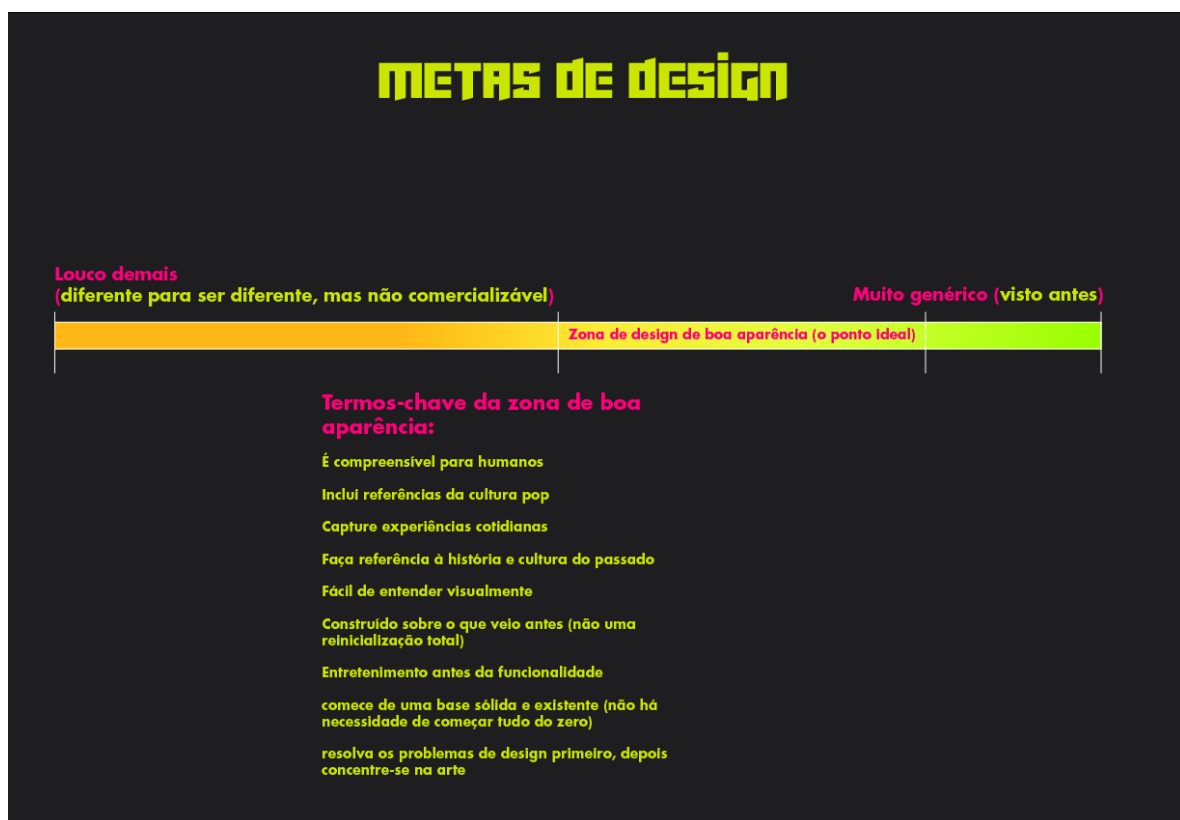 METAS DE DESIGN
Louco demais
(diferente para ser diferente, mas não comercializável)
Muito genérico (visto antes)
Zona de design de boa aparência (o ponto ideal)
Termos-chave da zona de boa
aparência:
É compreensível para humanos
Inclui referências da cultura pop
Capture experiências cotidianas
Faça referência à história e cultura do passado
Fácil de entender visualmente
Construído sobre o que veio antes (não uma
reinicialização total)
Entretenimento antes da funcionalidade
comece de uma base sólida e existente (não há
necessidade de começar tudo do zero)
resolva os problemas de design primeiro, depois
concentre-se na arte